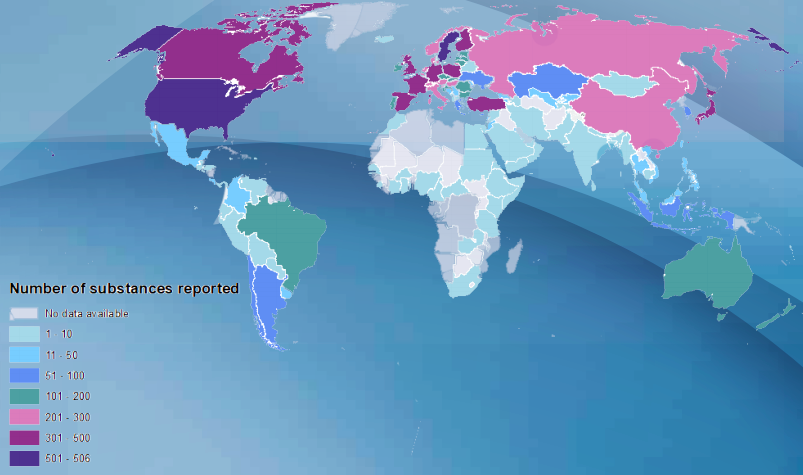 Number of substances reported
No data available
1 - 10
11 - 50
51 - 100
101 - 200
201 - 300
301 - 500
501 - 506